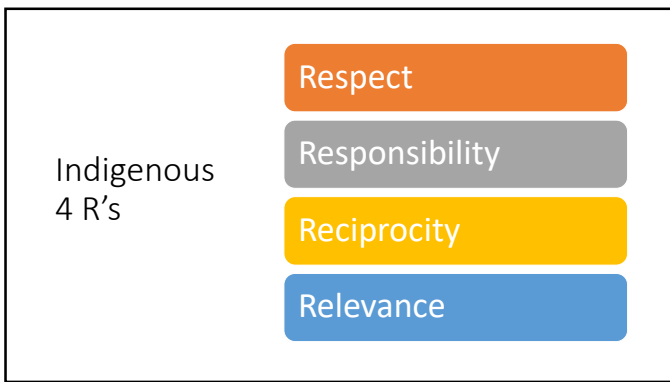 Indigenous
4 R's
Respect
Responsibility
Reciprocity
Relevance